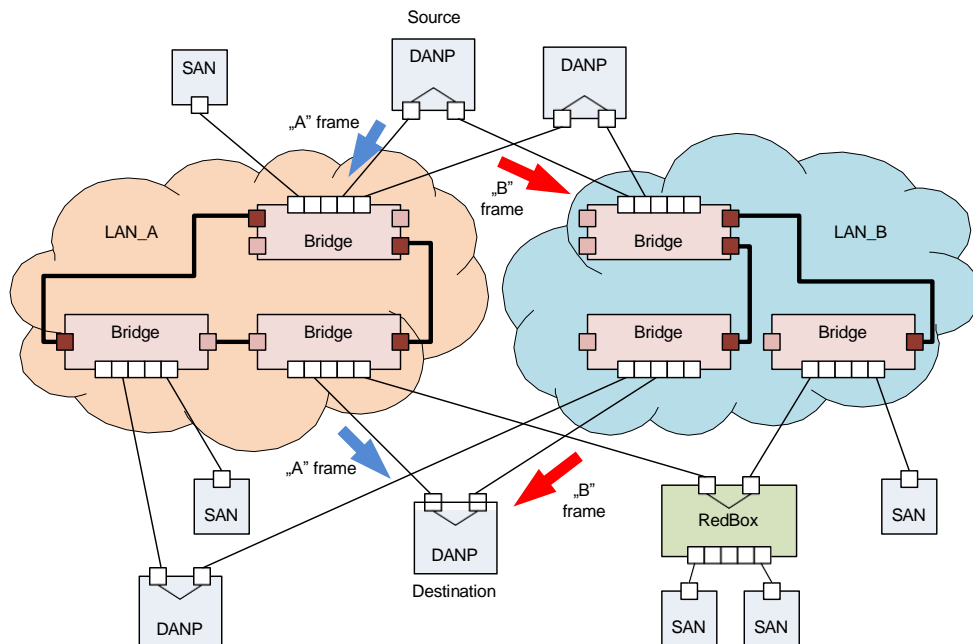 Source
SAN
DANP
DANP
„A” frame
„B”
frame
LAN_A
Bridge
Bridge
LAN_B
Bridge
Bridge
Bridge
Bridge
„A” frame
„B”
frame
SAN
DANP
RedBox
SAN
Destination
DANP
SAN
SAN